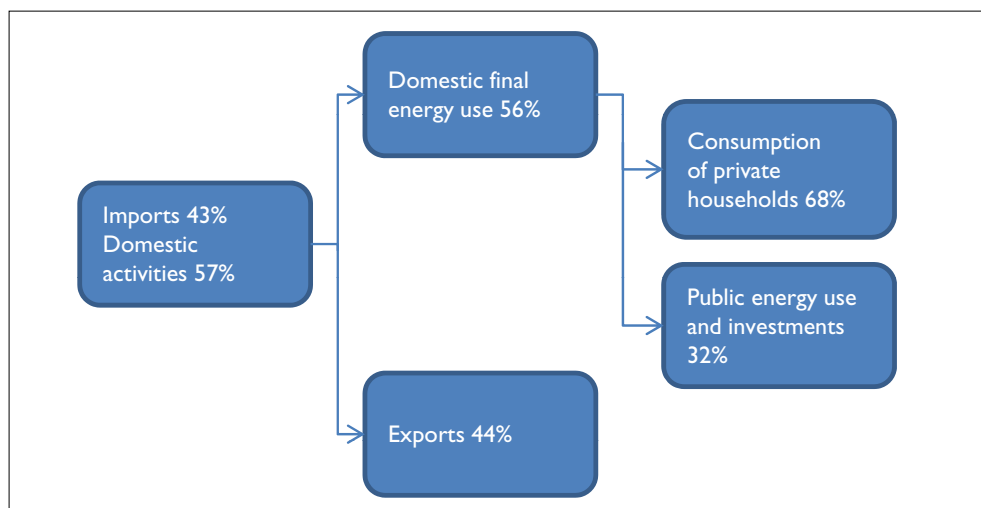 Imports 43%
Domestic
activities 57%
Domestic final
energy use 56%
Exports 44%
Consumption
of private
households 68%
Public energy use
and investments
32%